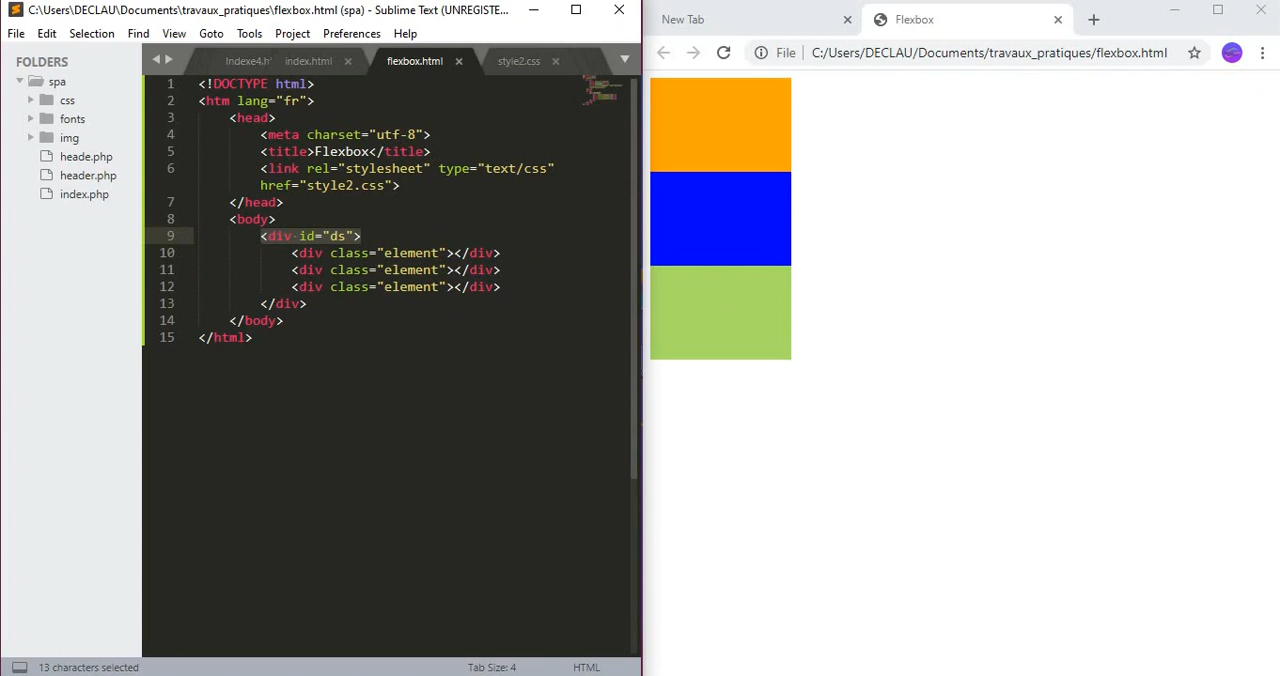 C:\Users\DECLAU\Documents\travaux_pratiques\flexbox.html (spa) - Sublime Text (UNREGISTE...
File Edit Selection Find View Goto Tools Project Preferences Help
FOLDERS
spa
css
fonts
img
heade.php
header.php
index.php
Indexe4.h index.html flexbox.html style2.css
1 <!DOCTYPE html>
2 <htm lang="fr">
3 <head>
4 <meta charset="utf-8">
5 <title>Flexbox</title>
6 <link rel="stylesheet" type="text/css"
href="style2.css">
7 </head>
8 <body>
9 <div id="ds">
10 <div class="element"></div>
11 <div class="element"></div>
12 <div class="element"></div>
13 </div>
14 </body>
15 </html>
13 characters selected Tab Size: 4 HTML
New Tab Flexbox
File C:/Users/DECLAU/Documents/travaux_pratiques/flexbox.html